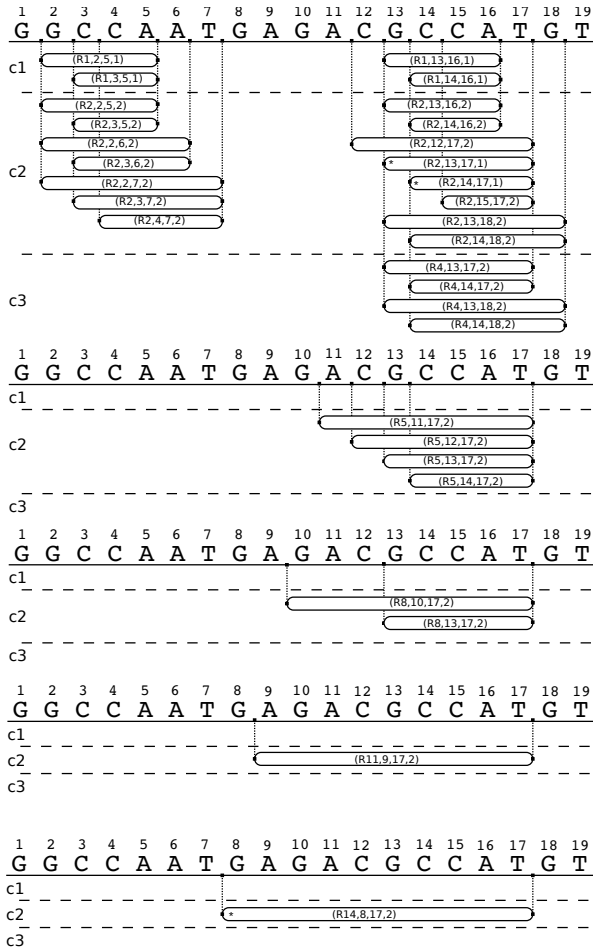 1 2 3 4 5 6 7 8 9 10 11 12 13 14 15 16 17 18 19
G G C C A A T G A G A C G C C A T G T
c1
(R1,2,5,1) (R1,13,16,1)
(R1,3,5,1) (R1,14,16,1)
c2
(R2,2,5,2) (R2,13,16,2)
(R2,3,5,2) (R2,14,16,2)
(R2,2,6,2) (R2,12,17,2)
(R2,3,6,2) * (R2,13,17,1)
(R2,2,7,2) * (R2,14,17,1)
(R2,3,7,2) (R2,15,17,2)
(R2,4,7,2) (R2,13,18,2)
(R2,14,18,2)
c3
(R4,13,17,2)
(R4,14,17,2)
(R4,13,18,2)
(R4,14,18,2)
1 2 3 4 5 6 7 8 9 10 11 12 13 14 15 16 17 18 19
G G C C A A T G A G A C G C C A T G T
c1
c2
(R5,11,17,2)
(R5,12,17,2)
(R5,13,17,2)
(R5,14,17,2)
c3
1 2 3 4 5 6 7 8 9 10 11 12 13 14 15 16 17 18 19
G G C C A A T G A G A C G C C A T G T
c1
c2
(R8,10,17,2)
(R8,13,17,2)
c3
1 2 3 4 5 6 7 8 9 10 11 12 13 14 15 16 17 18 19
G G C C A A T G A G A C G C C A T G T
c1
c2 (R11,9,17,2)
c3
1 2 3 4 5 6 7 8 9 10 11 12 13 14 15 16 17 18 19
G G C C A A T G A G A C G C C A T G T
c1
c2 * (R14,8,17,2)
c3